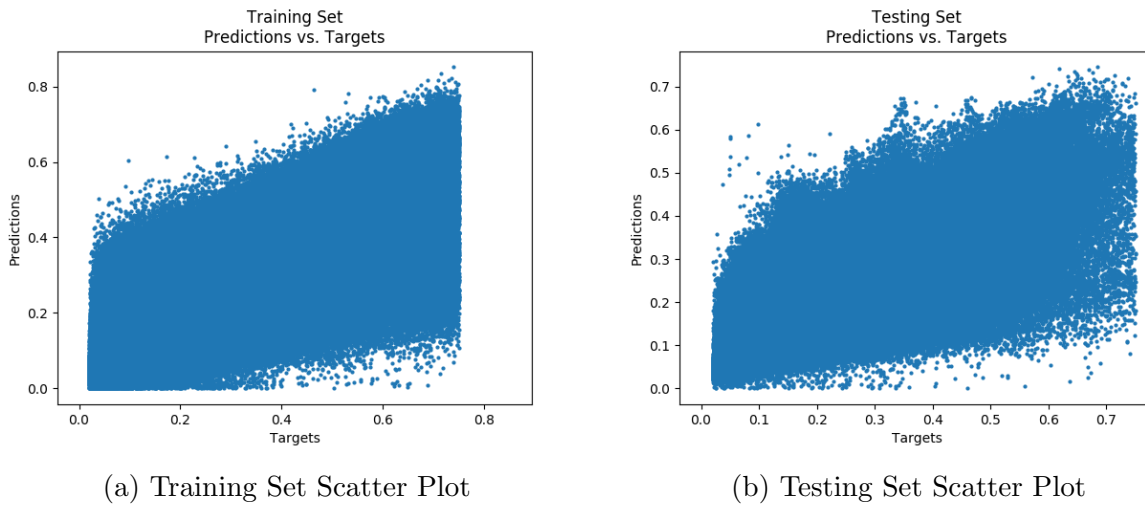 Training Set
Predictions vs. Targets
Predictions
0.8
0.6
0.4
0.2
0.0
0.0 0.2 0.4 0.6 0.8
Targets
(a) Training Set Scatter Plot
Testing Set
Predictions vs. Targets
Predictions
0.7
0.6
0.5
0.4
0.3
0.2
0.1
0.0
0.0 0.1 0.2 0.3 0.4 0.5 0.6 0.7
Targets
(b) Testing Set Scatter Plot